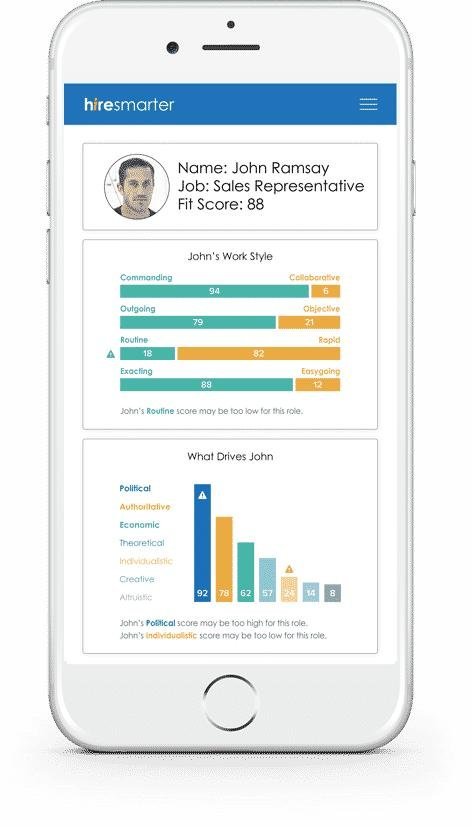 hiresmarter
Name: John Ramsay
Job: Sales Representative
Fit Score: 88
John's Work Style
Commanding Collaborative
94 6
Outgoing Objective
79 21
Routine Rapid
18 82
Exacting Easygoing
88 12
John's Routine score may be too low for this role.
What Drives John
Political
Authoritative
Economic
Theoretical
Individualistic
Creative
Altruistic
92 78 62 57 24 14 8
John's Political score may be too high for this role.
John's individualistic score may be too low for this role.